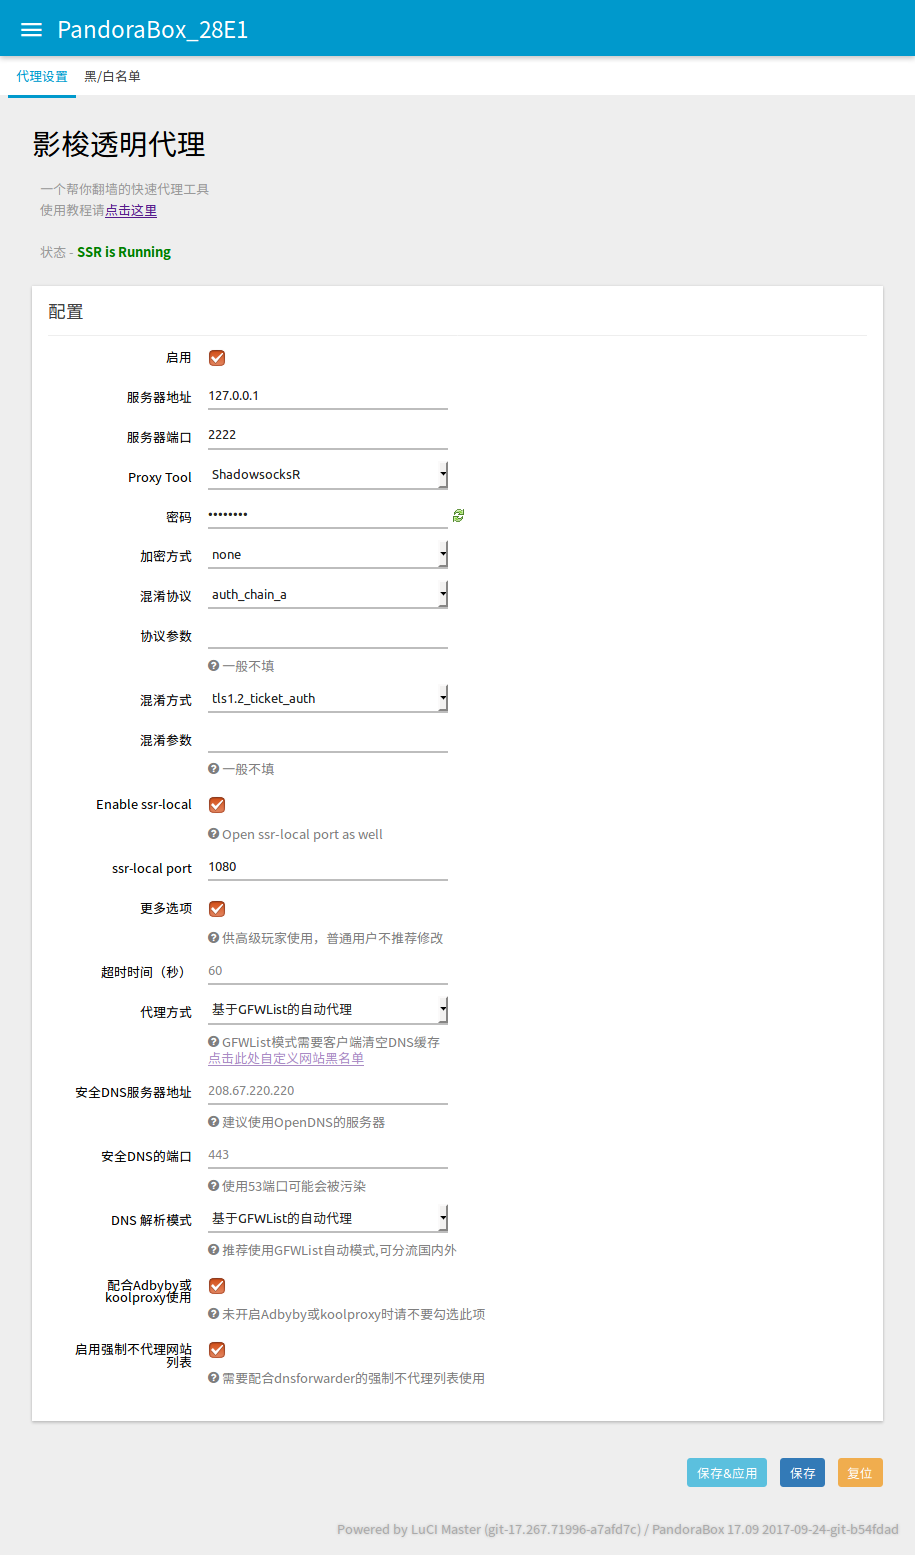 PandoraBox_28E1
代理设置 黑/白名单
影梭透明代理
一个帮你翻墙的快速代理工具
使用教程请点击这里
状态 - SSR is Running
配置
启用
服务器地址 127.0.0.1
服务器端口 2222
Proxy Tool ShadowsocksR
密码 ••••••••
加密方式 none
混淆协议 auth_chain_a
协议参数
一般不填
混淆方式 tls1.2_ticket_auth
混淆参数
一般不填
Enable ssr-local
Open ssr-local port as well
ssr-local port 1080
更多选项
供高级玩家使用，普通用户不推荐修改
超时时间（秒） 60
代理方式 基于GFWList的自动代理
GFWList模式需要客户端清空DNS缓存
点击此处自定义网站黑名单
安全DNS服务器地址 208.67.220.220
建议使用OpenDNS的服务器
安全DNS的端口 443
使用53端口可能会被污染
DNS 解析模式 基于GFWList的自动代理
推荐使用GFWList自动模式,可分流国内外
配合Adbyby或
koolproxy使用
未开启Adbyby或koolproxy时请不要勾选此项
启用强制不代理网站
列表
需要配合dnsforwarder的强制不代理列表使用
保存&应用 保存 复位
Powered by LuCI Master (git-17.267.71996-a7afd7c) / PandoraBox 17.09 2017-09-24-git-b54fdad